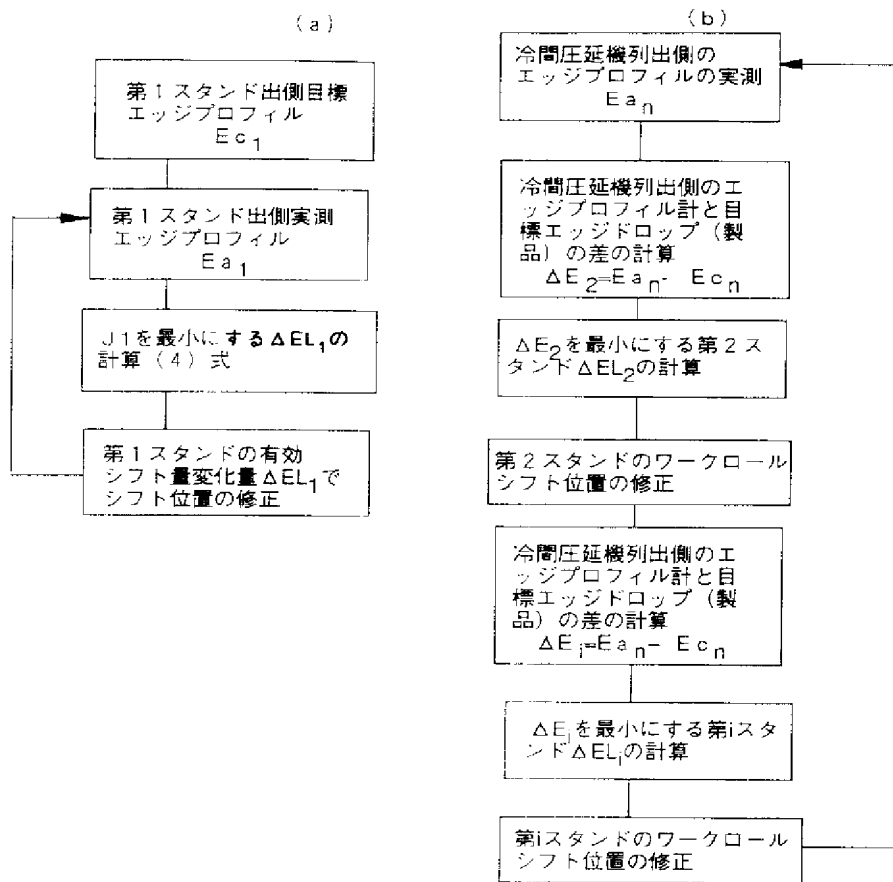 (a)
第1スタンド出側目標
エッジプロフィル
Ec1
第1スタンド出側実測
エッジプロフィル
Ea1
J1を最小にするΔEL1の
計算(4)式
第1スタンドの有効
シフト量変化量ΔEL1で
シフト位置の修正
(b)
冷間圧延機列出側の
エッジプロフィルの実測
Ean
冷間圧延機列出側のエ
ッジプロフィル計と目
標エッジドロップ(製
品)の差の計算
ΔE2=Ean- Ecn
ΔE2を最小にする第2ス
タンドΔEL2の計算
第2スタンドのワークロール
シフト位置の修正
冷間圧延機列出側のエ
ッジプロフィル計と目
標エッジドロップ(製
品)の差の計算
ΔEi=Ean- Ecn
ΔEiを最小にする第iスタ
ンドΔELiの計算
第iスタンドのワークロール
シフト位置の修正